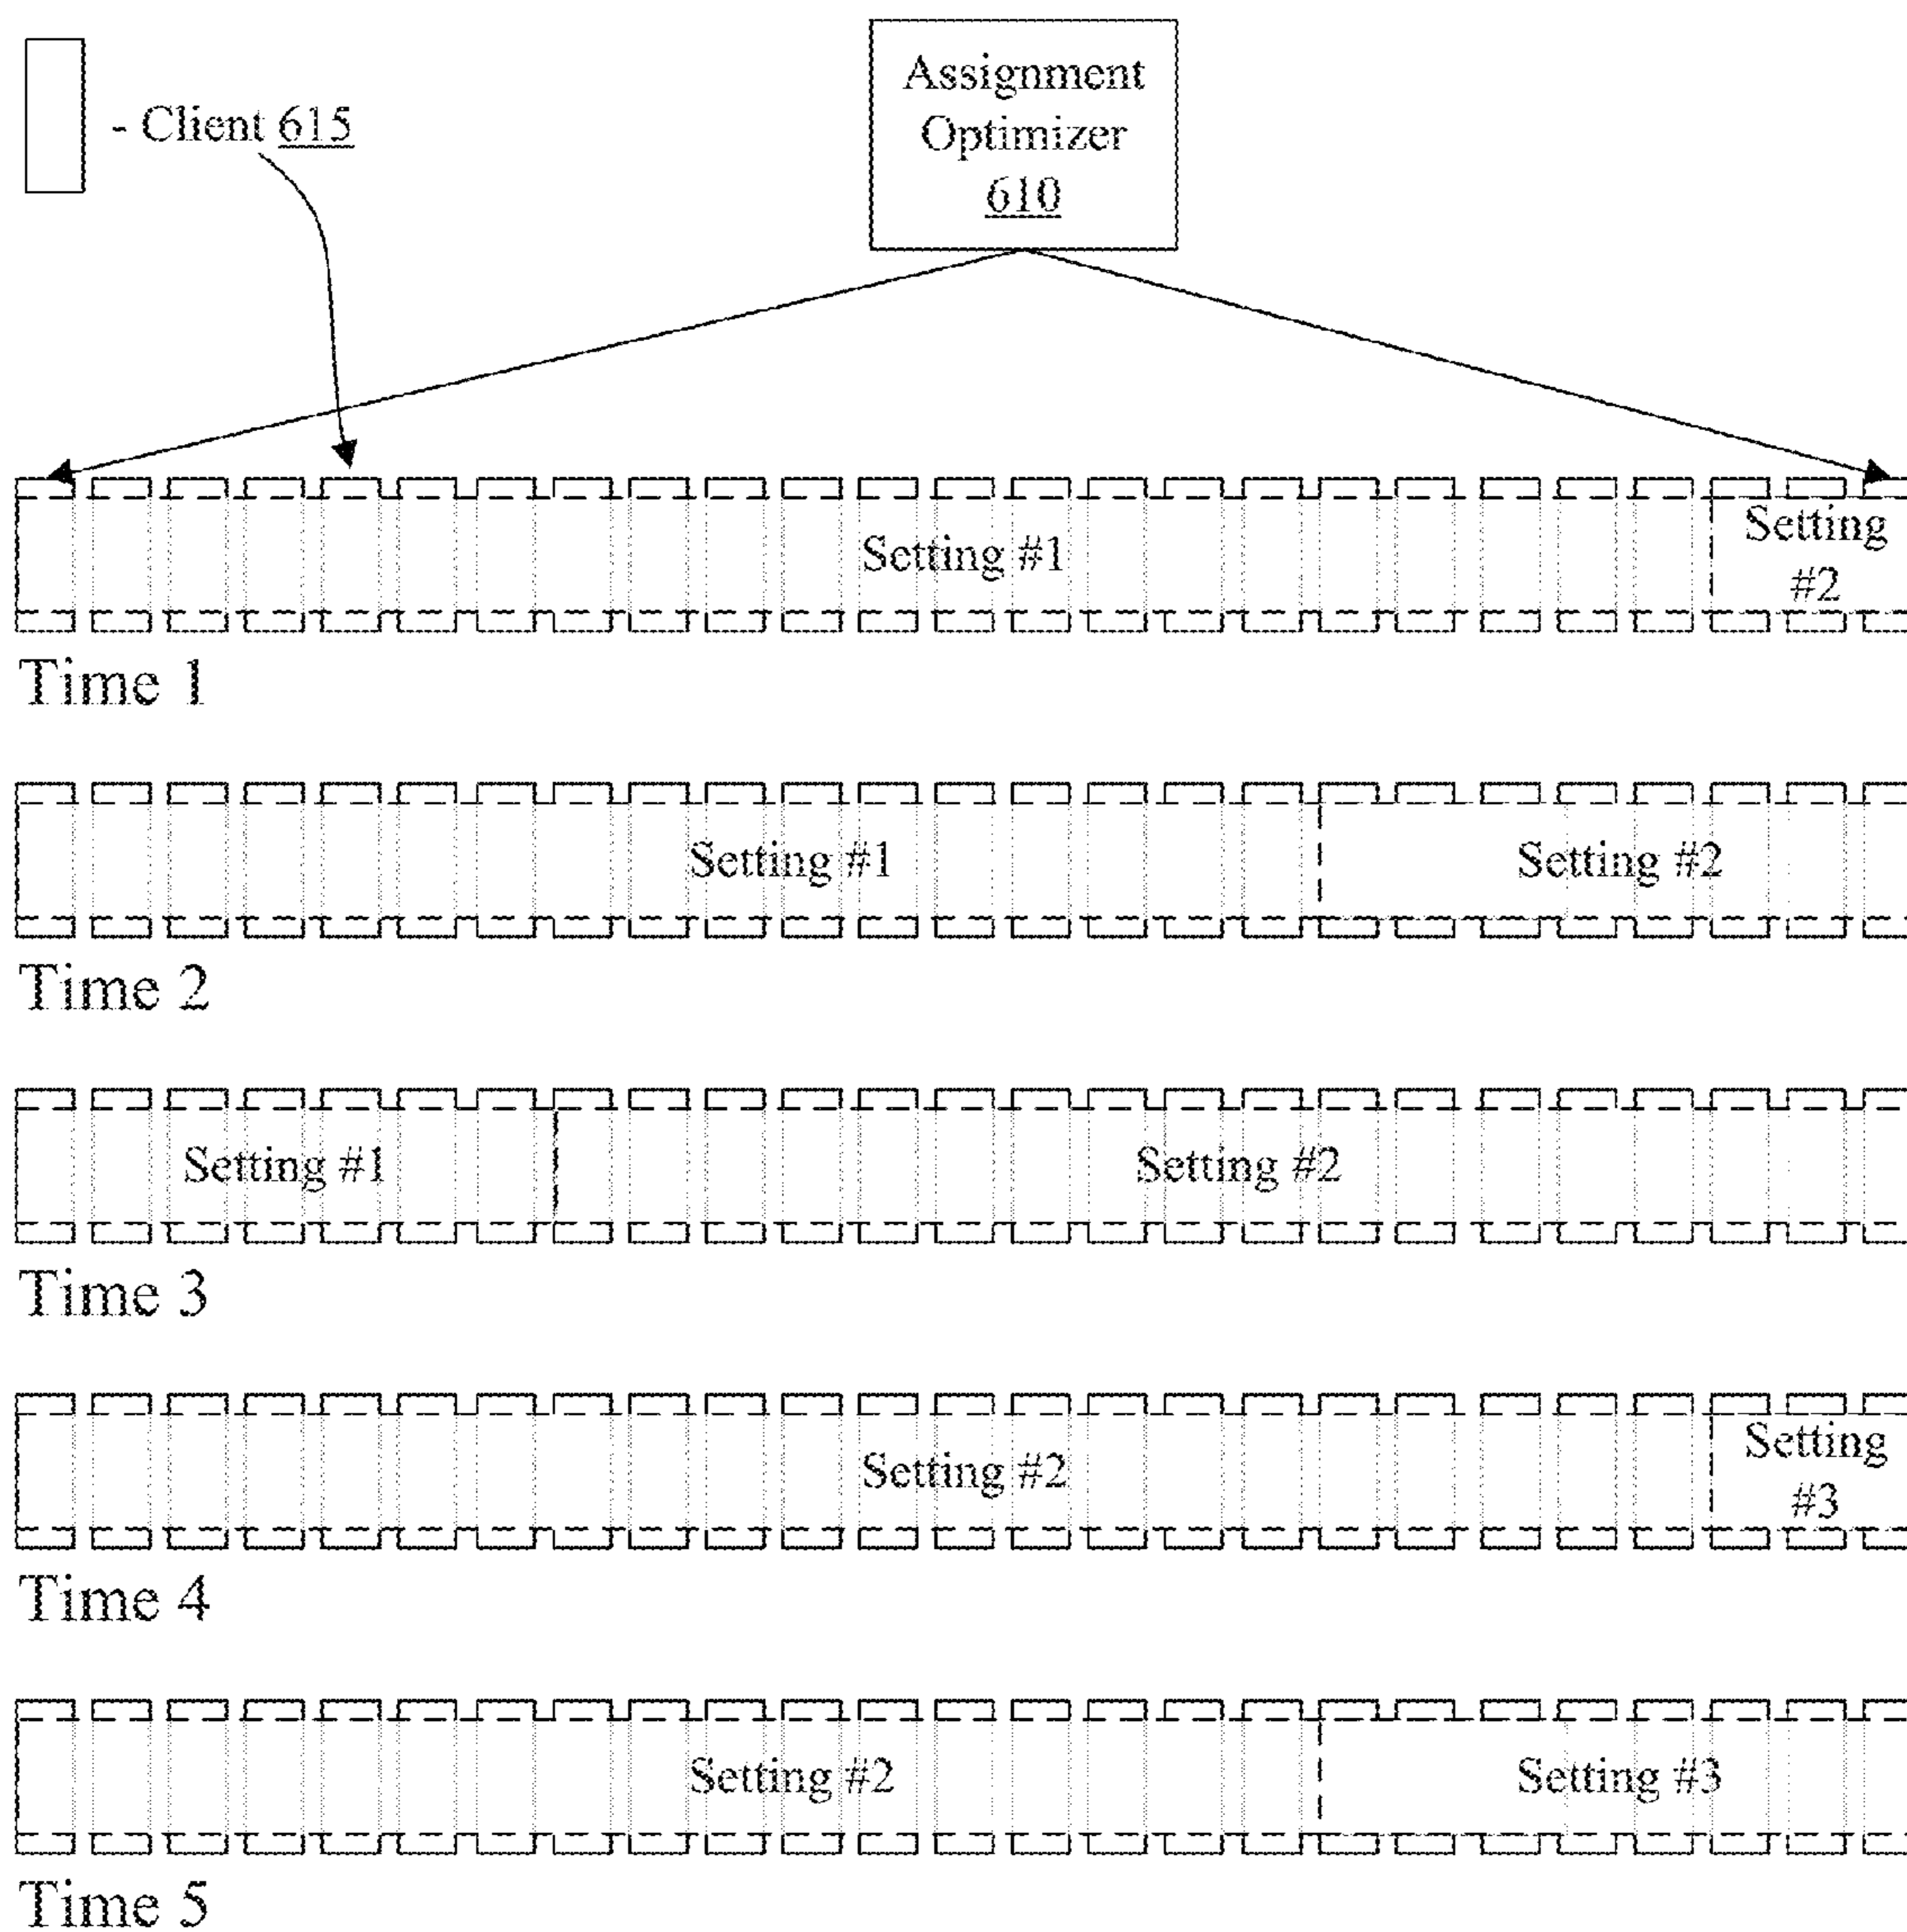 - Client 615
Assignment
Optimizer
610
Setting #1
Setting
#2
Time 1
Setting #1
Setting #2
Time 2
Setting #1
Setting #2
Time 3
Setting #2
Setting
#3
Time 4
Setting #2
Setting #3
Time 5